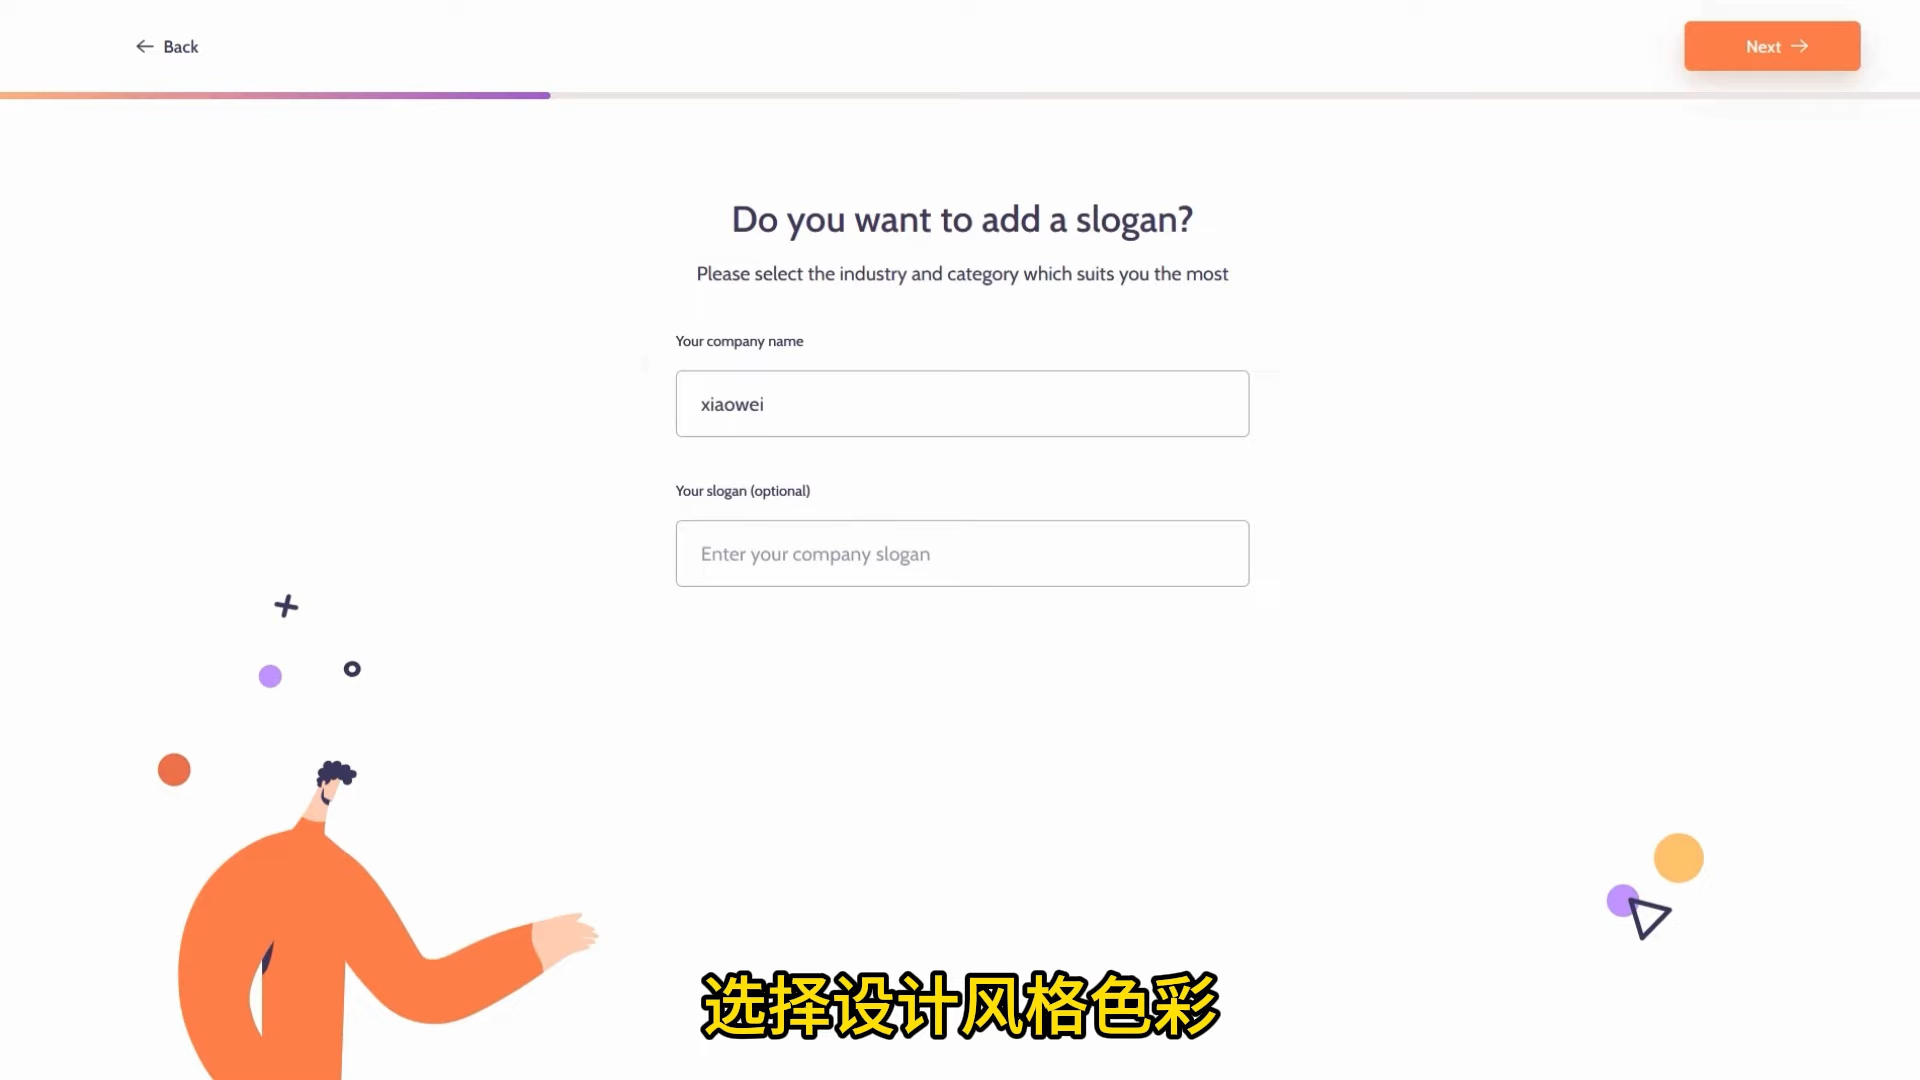 Back
Next
Do you want to add a slogan?
Please select the industry and category which suits you the most
Your company name
xiaowei
Your slogan (optional)
Enter your company slogan
选择设计风格色彩